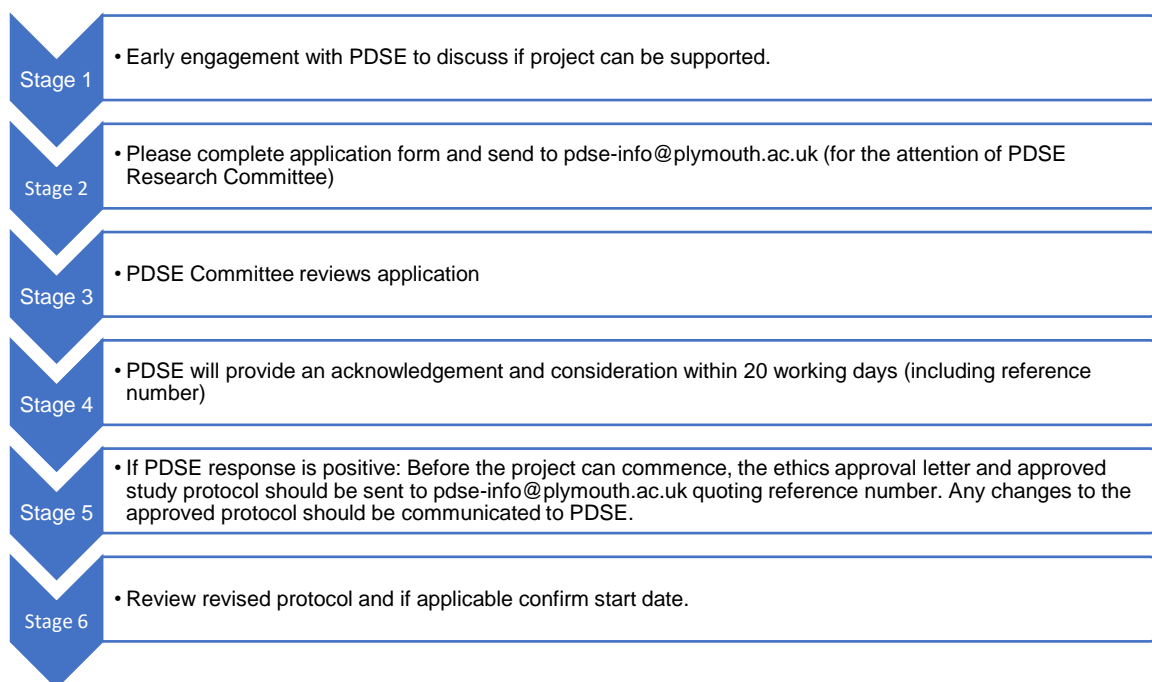 Stage 1
• Early engagement with PDSE to discuss if project can be supported.
Stage 2
• Please complete application form and send to pdse-info@plymouth.ac.uk (for the attention of PDSE
Research Committee)
Stage 3
• PDSE Committee reviews application
Stage 4
• PDSE will provide an acknowledgement and consideration within 20 working days (including reference
number)
Stage 5
• If PDSE response is positive: Before the project can commence, the ethics approval letter and approved
study protocol should be sent to pdse-info@plymouth.ac.uk quoting reference number. Any changes to the
approved protocol should be communicated to PDSE.
Stage 6
• Review revised protocol and if applicable confirm start date.